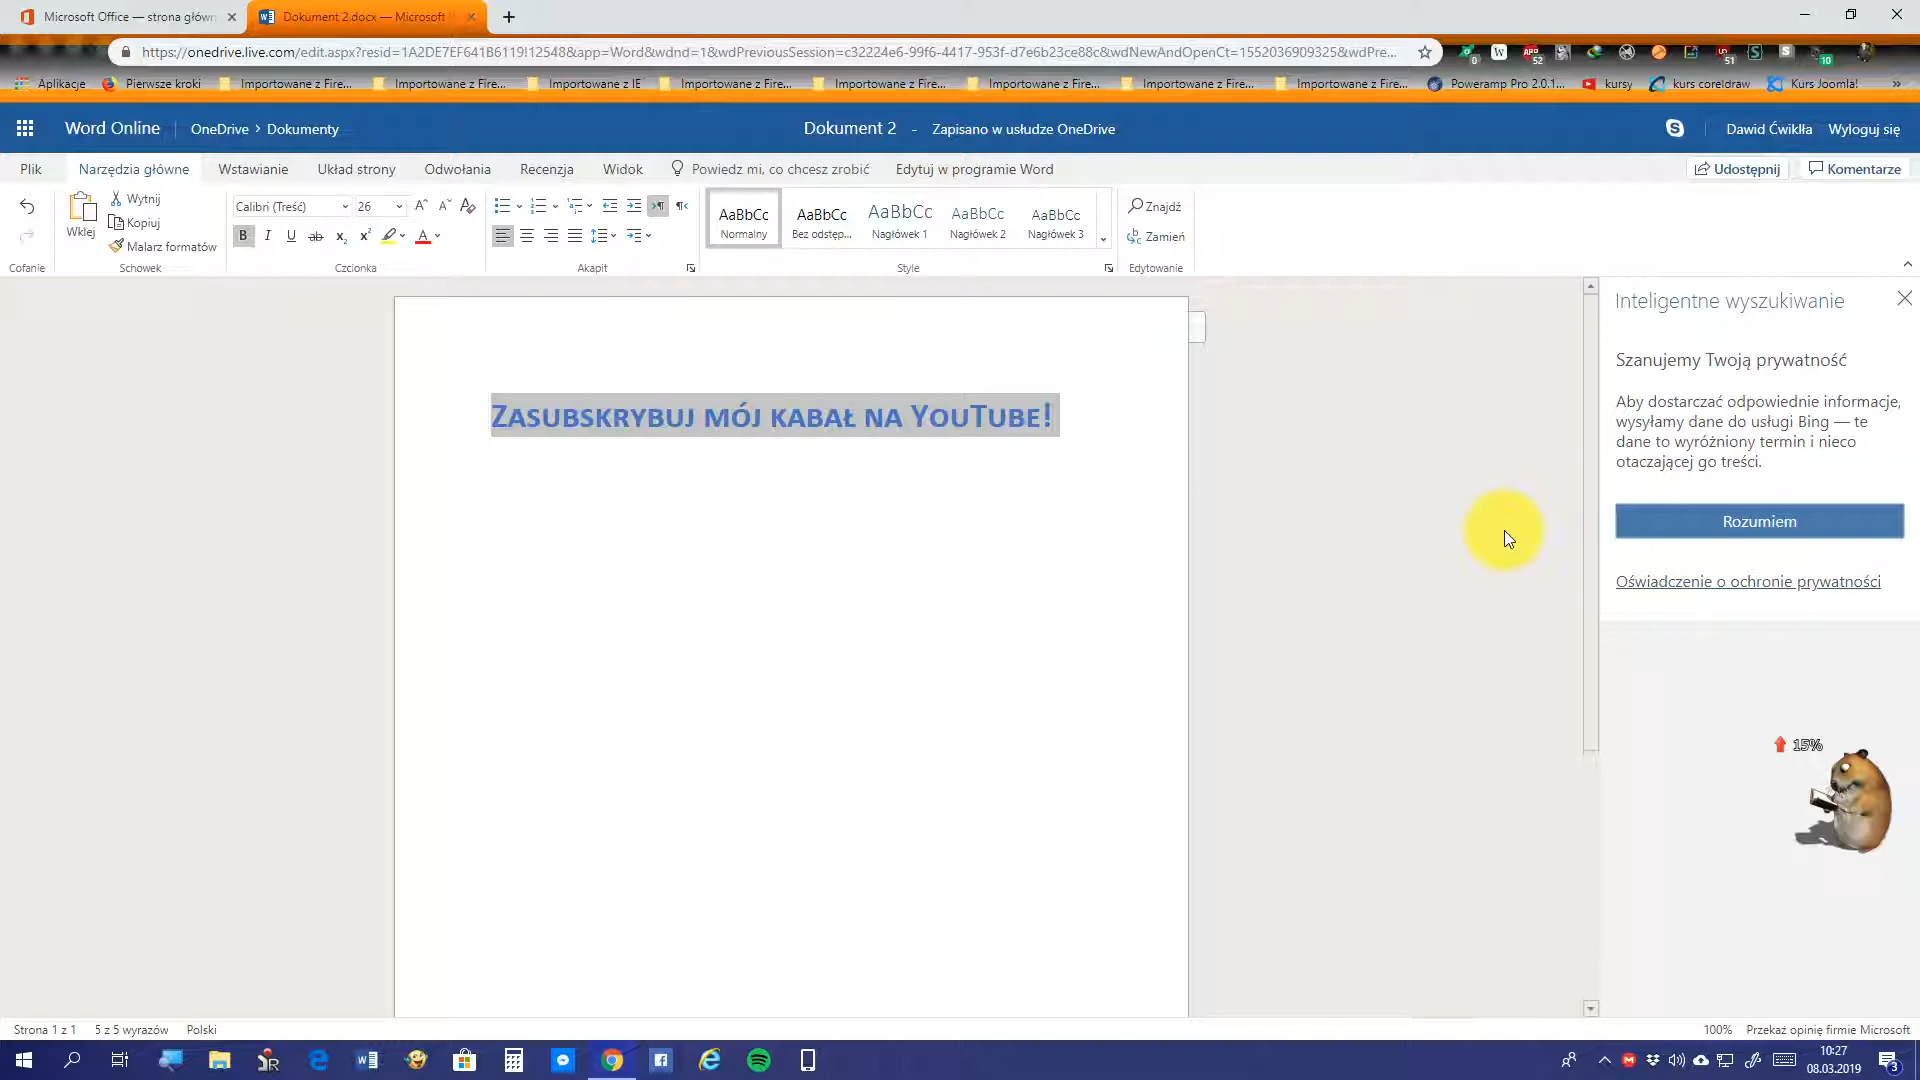 Microsoft Office — strona główn
Dokument 2.docx — Microsoft
https://onedrive.live.com/edit.aspx?resid=1A2DE7EF641B6119!12548&app=Word&wdnd=1&wdPreviousSession=c32224e6-99f6-4417-953f-d7e6b23ce88c&wdNewAndOpenCt=1552036909325&wdPre...
0 52 51 10
Aplikacje Pierwsze kroki Importowane z Fire... Importowane z Fire... Importowane z IE Importowane z Fire... Importowane z Fire... Importowane z Fire... Importowane z Fire... Importowane z Fire... Poweramp Pro 2.0.1... kursy kurs coreldraw Kurs Joomla! »
Word Online OneDrive > Dokumenty Dokument 2 - Zapisano w usłudze OneDrive Dawid Ćwiklła Wyloguj się
Plik Narzędzia główne Wstawianie Układ strony Odwołania Recenzja Widok Powiedz mi, co chcesz zrobić Edytuj w programie Word Udostępnij Komentarze
Wklej
Wytnij
Kopiuj
Malarz formatów
Calibri (Treść) 26
AaBbCc AaBbCc AaBbCc AaBbCc AaBbCc
Normalny Bez odstęp... Nagłówek 1 Nagłówek 2 Nagłówek 3
Znajdź
Zamień
Cofanie Schowek Czcionka Akapit Style Edytowanie
Zasubskrybuj mój kabał na YouTube!
Inteligentne wyszukiwanie
Szanujemy Twoją prywatność
Aby dostarczać odpowiednie informacje,
wysyłamy dane do usługi Bing — te
dane to wyróżniony termin i nieco
otaczającej go treści.
Rozumiem
Oświadczenie o ochronie prywatności
15%
Strona 1 z 1 5 z 5 wyrazów Polski 100% Przekaż opinię firmie Microsoft
10:27
08.03.2019
3